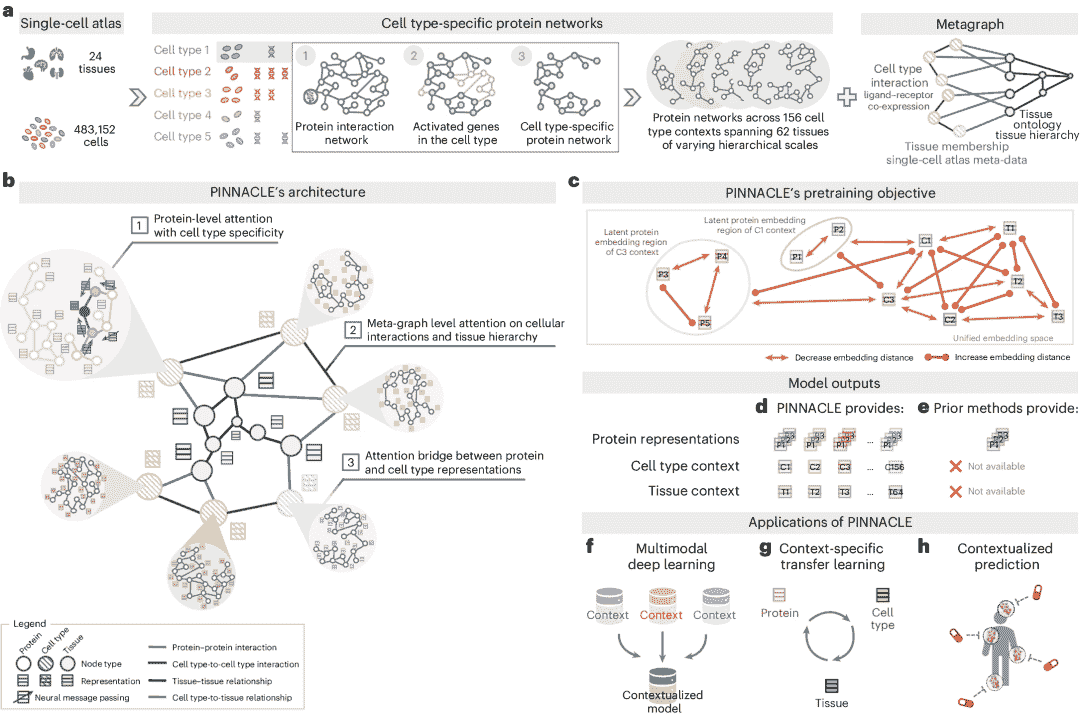 a
Single-cell atlas
24
tissues
483,152
cells
Cell type-specific protein networks
Cell type 1
Cell type 2
Cell type 3
Cell type 4
Cell type 5
1
Protein interaction
network
2
Activated genes
in the cell type
3
Cell type-specific
protein network
Protein networks across 156 cell
type contexts spanning 62 tissues
of varying hierarchical scales
Metagraph
Cell type
interaction
ligand–receptor
co-expression
Tissue
ontology
tissue hierarchy
Tissue membership
single-cell atlas meta-data
b
PINNACLE's architecture
1
Protein-level attention
with cell type specificity
2
Meta-graph level attention on cellular
interactions and tissue hierarchy
3
Attention bridge between protein
and cell type representations
Legend
Protein
Cell type
Tissue
Node type
Representation
Neural message passing
Protein–protein interaction
Cell type-to-cell type interaction
Tissue–tissue relationship
Cell type-to-tissue relationship
c
PINNACLE's pretraining objective
Latent protein
embedding region
of C3 context
P3
P4
P5
Latent protein embedding
region of C1 context
P1
P2
C1
C3
C2
T1
T2
T3
Unified embedding space
Decrease embedding distance
Increase embedding distance
Model outputs
d PINNACLE provides:
e Prior methods provide:
Protein representations
P1
P1
P1
...
P1
P1
Cell type context
C1 C2 C3 ... C156
Not available
Tissue context
T1 T2 T3 ... T64
Not available
Applications of PINNACLE
f
Multimodal
deep learning
Context
Context
Context
Contextualized
model
g
Context-specific
transfer learning
Protein
Cell
type
Tissue
h
Contextualized
prediction